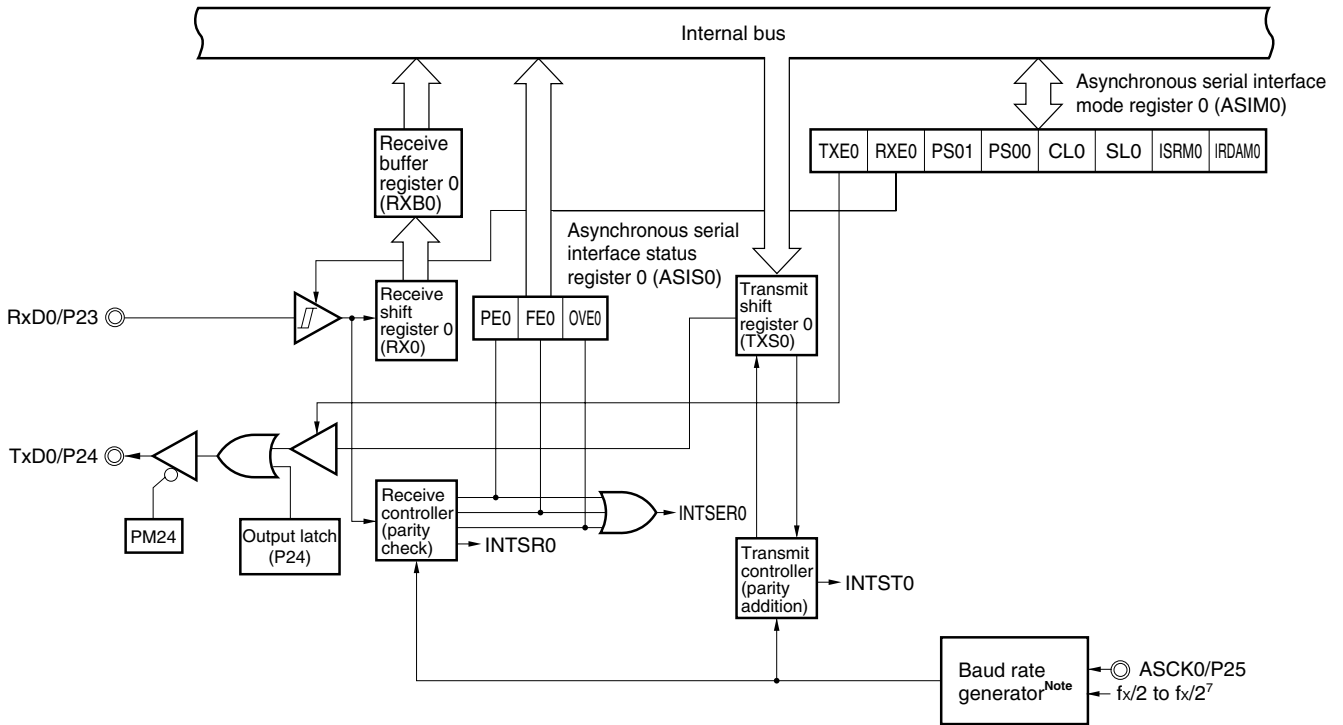 Internal bus
Asynchronous serial interface
mode register 0 (ASIM0)
Receive
buffer
register 0
(RXB0)
TXE0 RXE0 PS01 PS00 CL0 SL0 ISRM0 IRDAM0
Asynchronous serial
interface status
register 0 (ASIS0)
RxD0/P23
Receive
shift
register 0
(RX0)
PE0 FE0 OVE0
Transmit
shift
register 0
(TXS0)
TxD0/P24
PM24
Output latch
(P24)
Receive
controller
(parity
check)
INTSER0
INTSR0
Transmit
controller
(parity
addition)
INTST0
Baud rate
generatorNote
ASCK0/P25
fx/2 to fx/2⁷